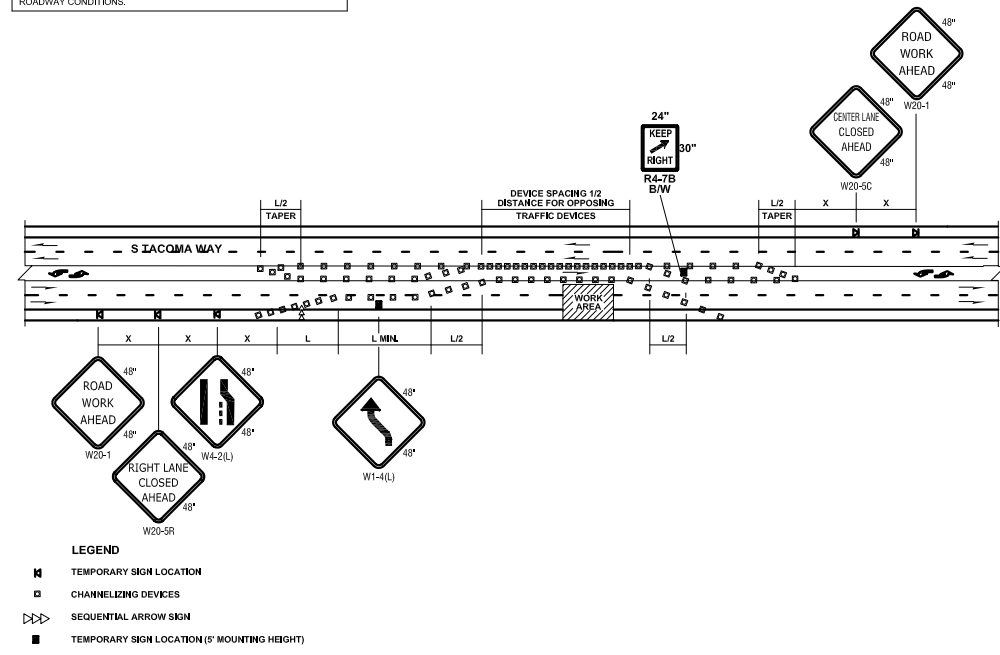 ROADWAY CONDITIONS.
48"
ROAD
WORK
AHEAD
48"
W20-1
48"
CENTER LANE
CLOSED
AHEAD
48"
W20-5C
24"
KEEP
RIGHT
30"
R4-7B
B/W
L/2
TAPER
DEVICE SPACING 1/2
DISTANCE FOR OPPOSING
TRAFFIC DEVICES
L/2
TAPER
X
X
S TACOMA WAY
WORK
AREA
X
X
X
L
L MIN.
L/2
L/2
48"
ROAD
WORK
AHEAD
48"
W20-1
48"
RIGHT LANE
CLOSED
AHEAD
48"
W20-5R
48"
48"
W4-2(L)
48"
48"
W1-4(L)
LEGEND
TEMPORARY SIGN LOCATION
CHANNELIZING DEVICES
SEQUENTIAL ARROW SIGN
TEMPORARY SIGN LOCATION (5' MOUNTING HEIGHT)